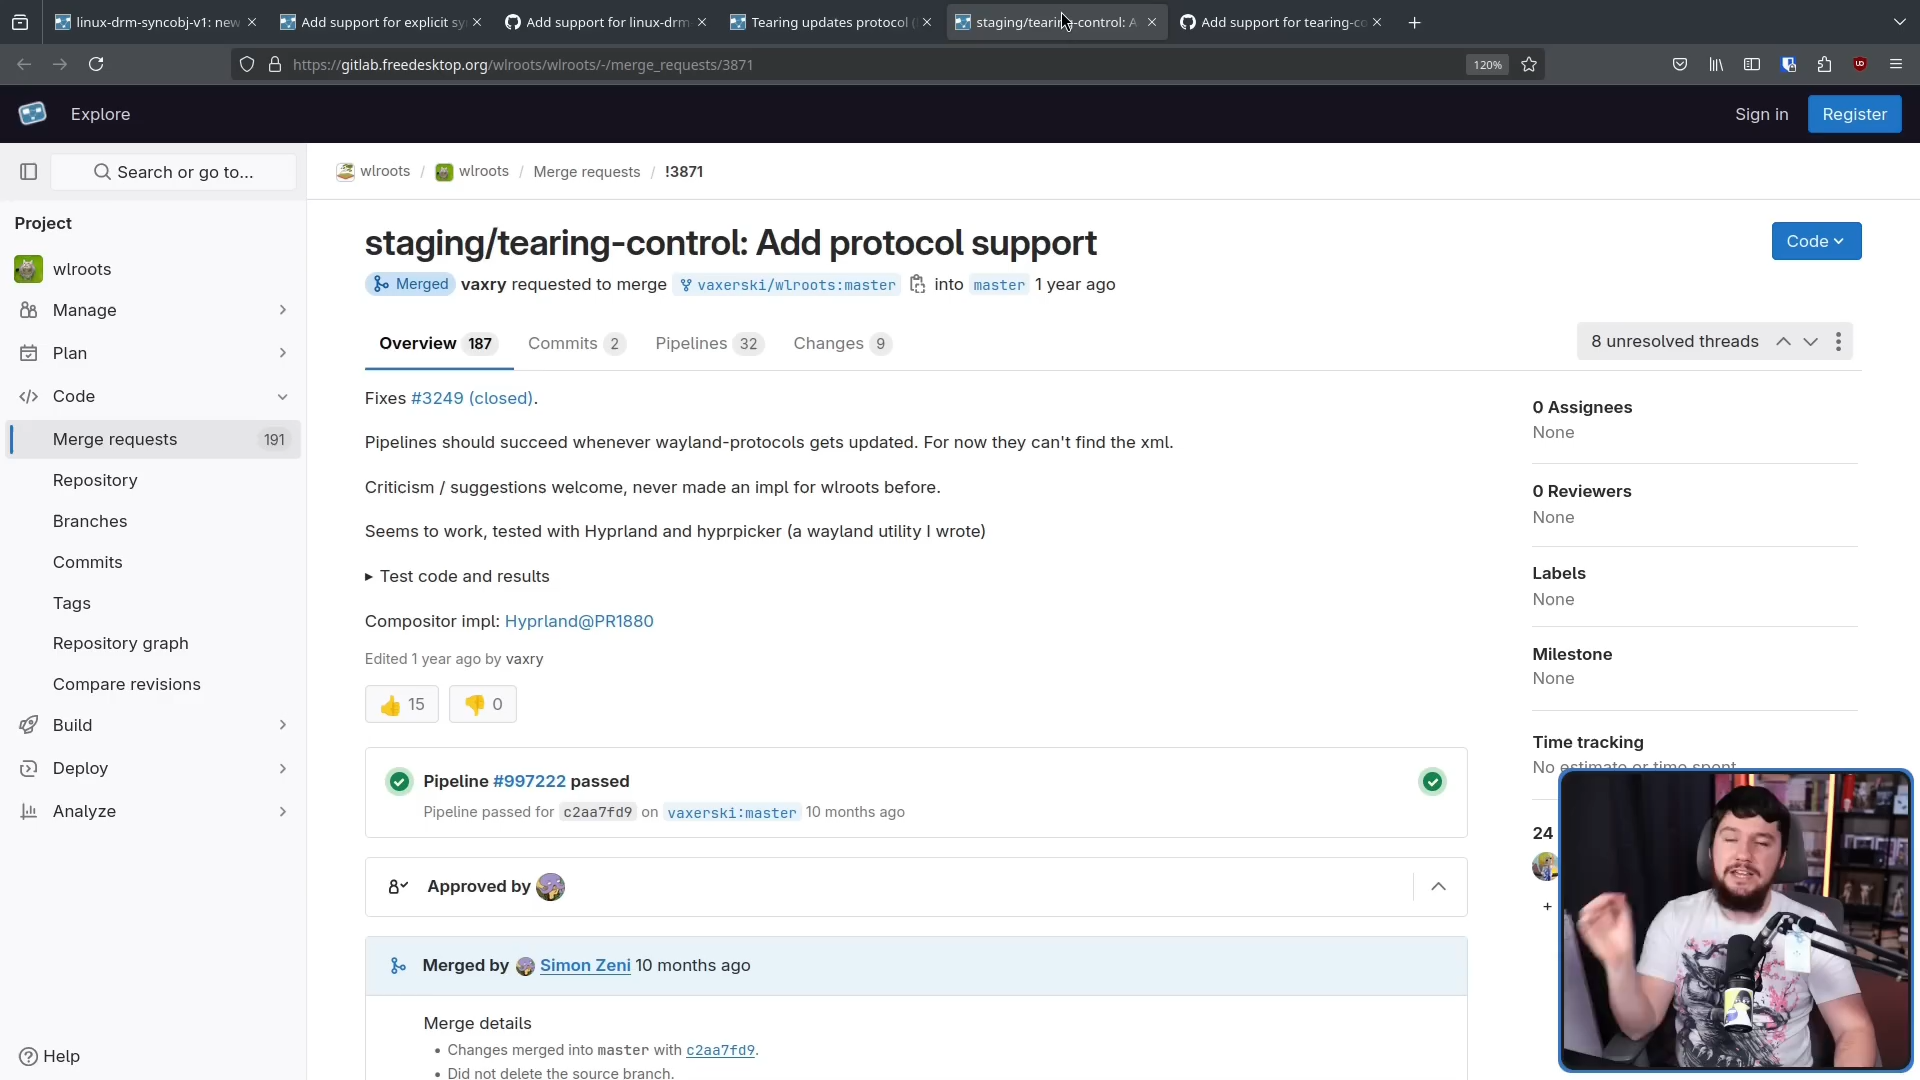 linux-drm-syncobj-v1: new
Add support for explicit sy
Add support for linux-drm
Tearing updates protocol (
staging/tearing-control: A
Add support for tearing-co
https://gitlab.freedesktop.org/wlroots/wlroots/-/merge_requests/3871
120%
Explore
Sign in
Register
Search or go to...
wlroots / wlroots / Merge requests / !3871
Project
wlroots
Manage
Plan
Code
Merge requests 191
Repository
Branches
Commits
Tags
Repository graph
Compare revisions
Build
Deploy
Analyze
Help
staging/tearing-control: Add protocol support
Code
Merged vaxry requested to merge vaxerski/wlroots:master into master 1 year ago
Overview 187 Commits 2 Pipelines 32 Changes 9
8 unresolved threads
Fixes #3249 (closed).
Pipelines should succeed whenever wayland-protocols gets updated. For now they can't find the xml.
Criticism / suggestions welcome, never made an impl for wlroots before.
Seems to work, tested with Hyprland and hyprpicker (a wayland utility I wrote)
▸ Test code and results
Compositor impl: Hyprland@PR1880
Edited 1 year ago by vaxry
👍 15 👎 0
Pipeline #997222 passed
Pipeline passed for c2aa7fd9 on vaxerski:master 10 months ago
Approved by
Merged by Simon Zeni 10 months ago
Merge details
• Changes merged into master with c2aa7fd9.
• Did not delete the source branch.
0 Assignees
None
0 Reviewers
None
Labels
None
Milestone
None
Time tracking
No estimate or time spent
24
+